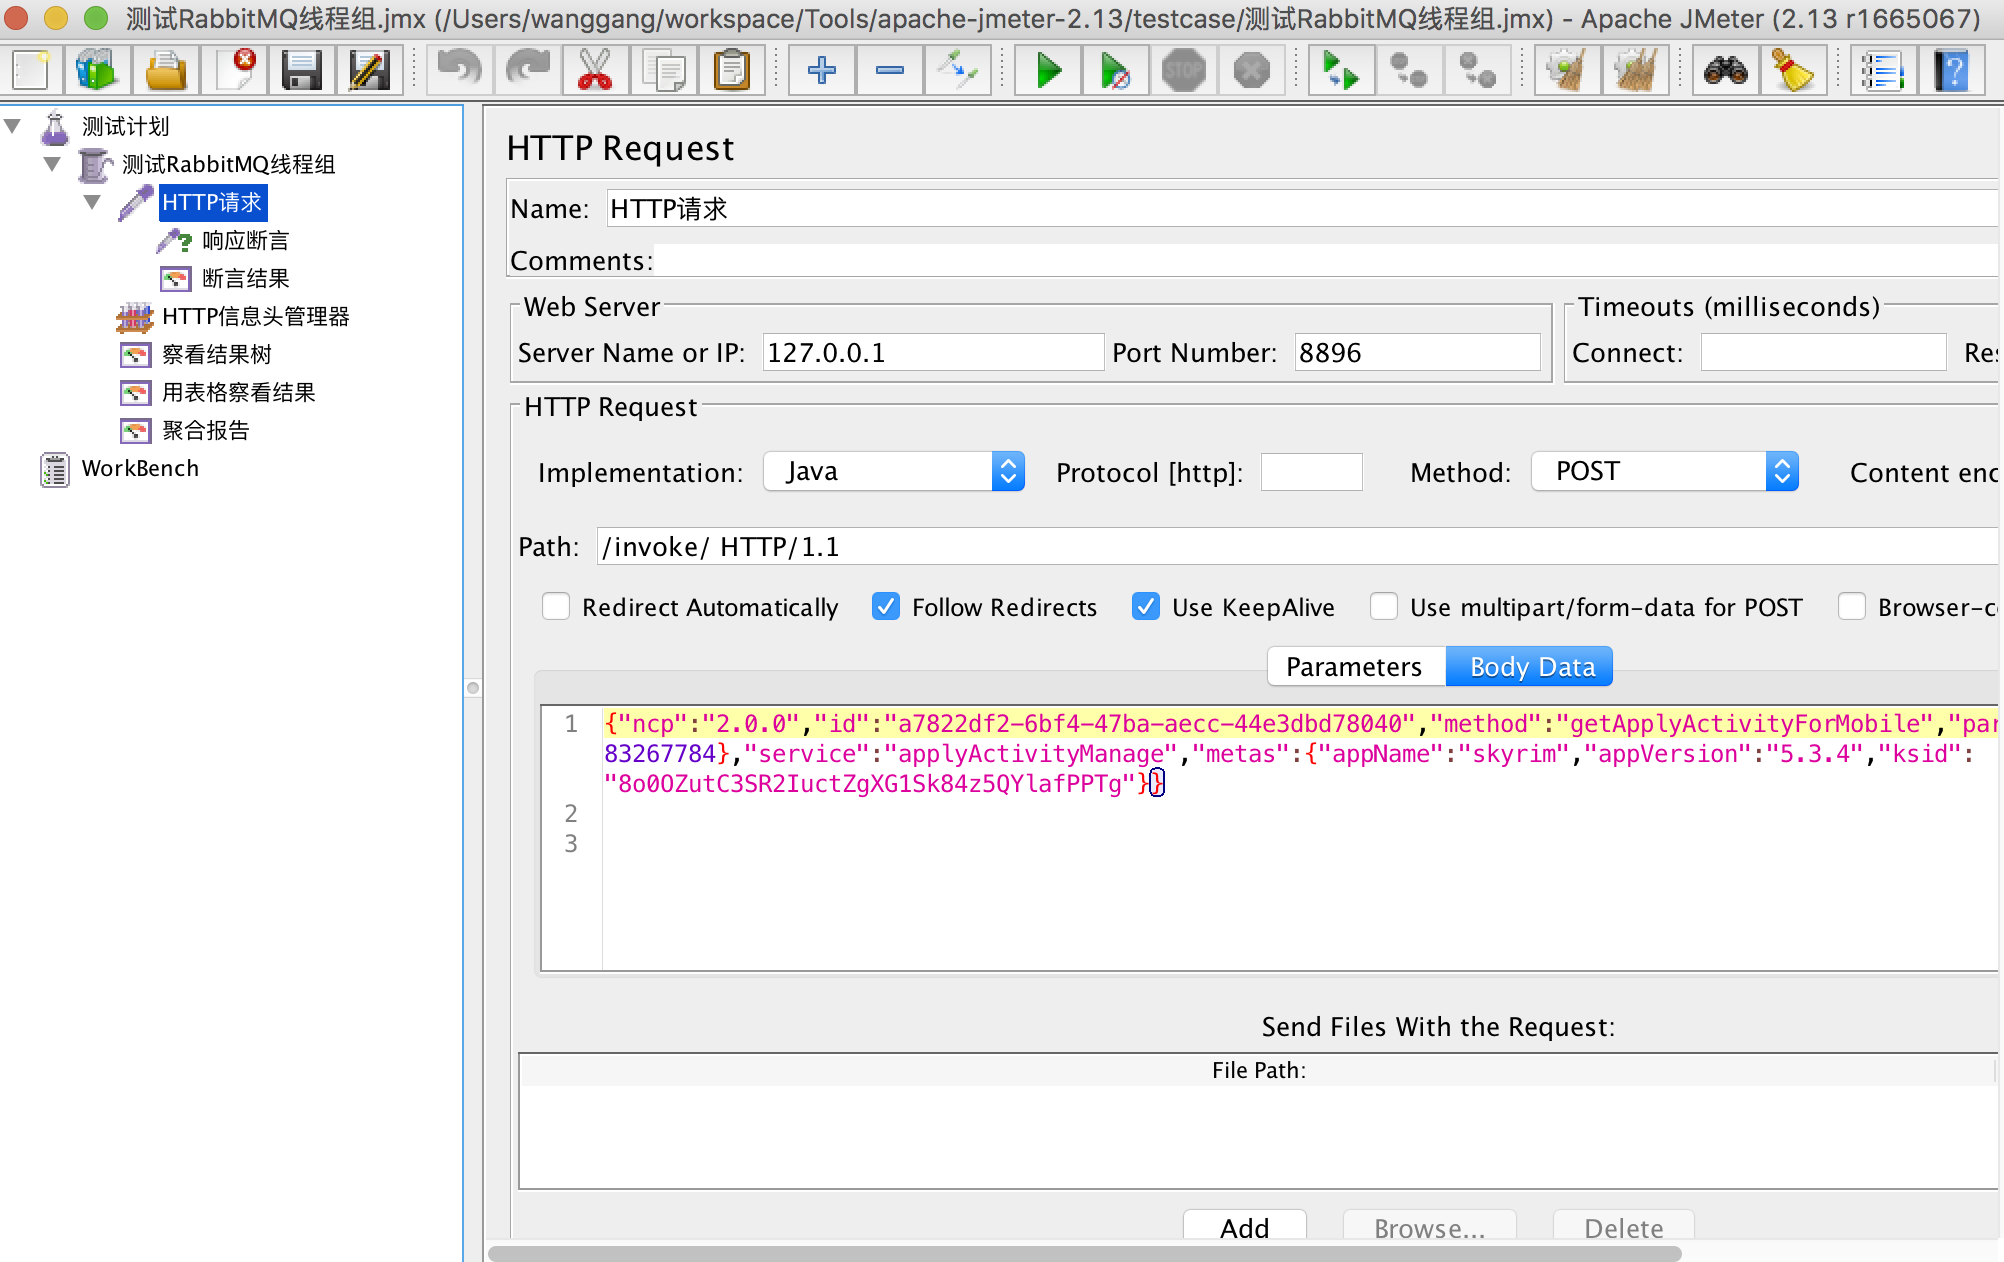 测试RabbitMQ线程组.jmx (/Users/wanggang/workspace/Tools/apache-jmeter-2.13/testcase/测试RabbitMQ线程组.jmx) - Apache JMeter (2.13 r1665067)
STOP
测试计划
测试RabbitMQ线程组
HTTP请求
响应断言
断言结果
HTTP信息头管理器
察看结果树
用表格察看结果
聚合报告
WorkBench
HTTP Request
Name: HTTP请求
Comments:
Web Server
Timeouts (milliseconds)
Server Name or IP: 127.0.0.1 Port Number: 8896
Connect: Res
HTTP Request
Implementation: Java Protocol [http]: Method: POST Content enc
Path: /invoke/ HTTP/1.1
Redirect Automatically Follow Redirects Use KeepAlive Use multipart/form-data for POST Browser-c
Parameters Body Data
1 {"ncp":"2.0.0","id":"a7822df2-6bf4-47ba-aecc-44e3dbd78040","method":"getApplyActivityForMobile","par
83267784},"service":"applyActivityManage","metas":{"appName":"skyrim","appVersion":"5.3.4","ksid":
"8o0OZutC3SR2IuctZgXG1Sk84z5QYlafPPTg"}}
2
3
Send Files With the Request:
File Path:
Add Browse... Delete